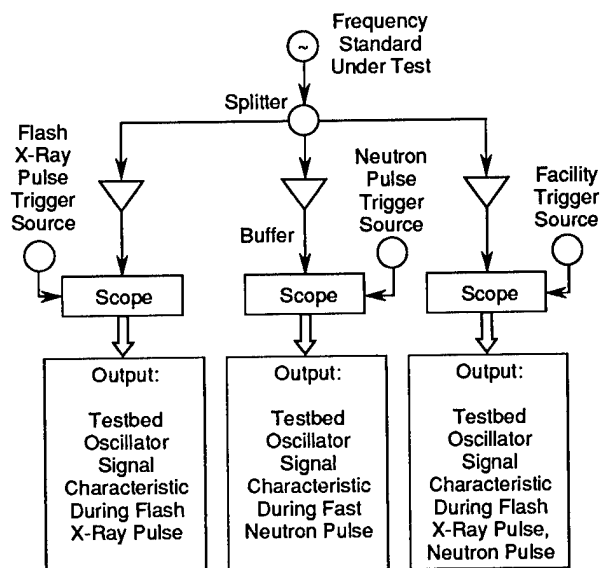 Frequency
Standard
Under Test
~
Splitter
Flash
X-Ray
Pulse
Trigger
Source
Neutron
Pulse
Trigger
Source
Facility
Trigger
Source
Buffer
Scope
Scope
Scope
Output:
Testbed
Oscillator
Signal
Characteristic
During Flash
X-Ray Pulse
Output:
Testbed
Oscillator
Signal
Characteristic
During Fast
Neutron Pulse
Output:
Testbed
Oscillator
Signal
Characteristic
During Flash
X-Ray Pulse,
Neutron Pulse